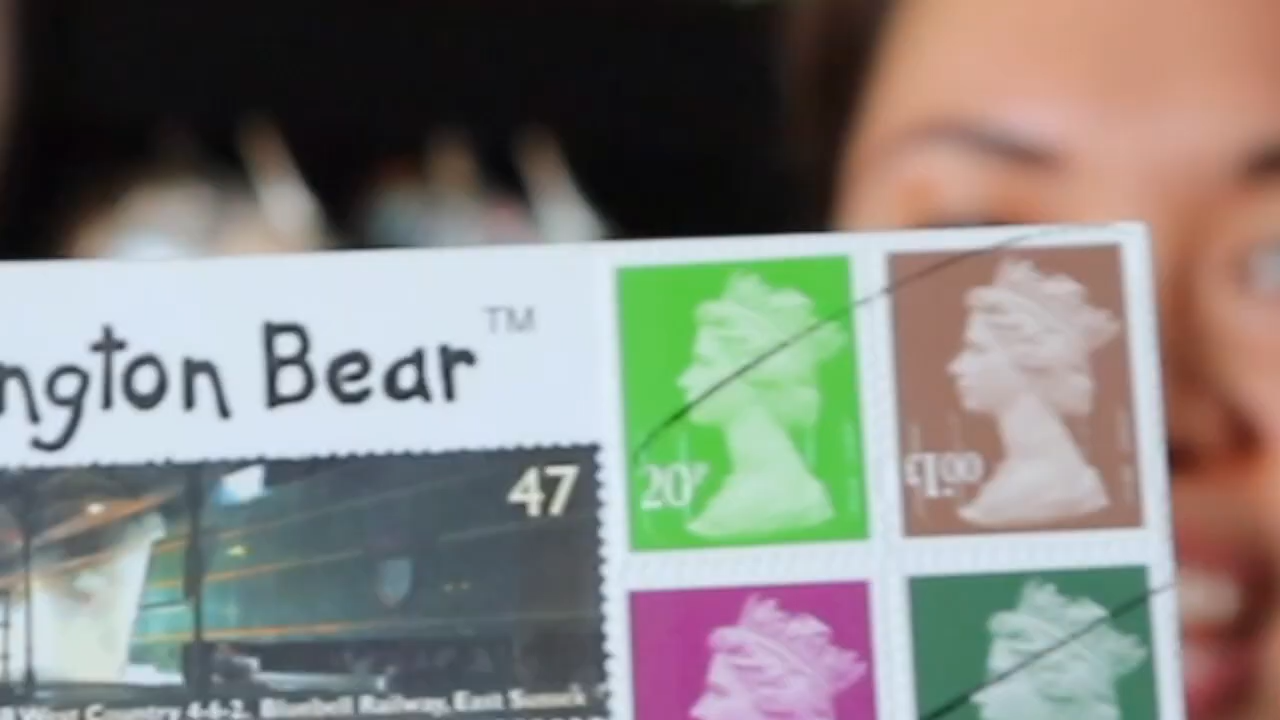 ngton Bear™
47
20P
£1.00
West Country 4-6-2. Bluebell Railway, East Sussex